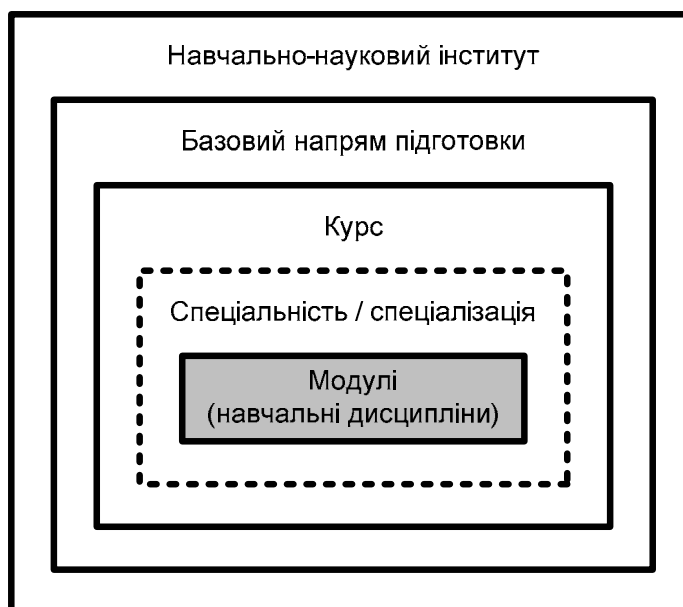 Навчально-науковий інститут
Базовий напрям підготовки
Курс
Спеціальність / спеціалізація
Модулі
(навчальні дисципліни)